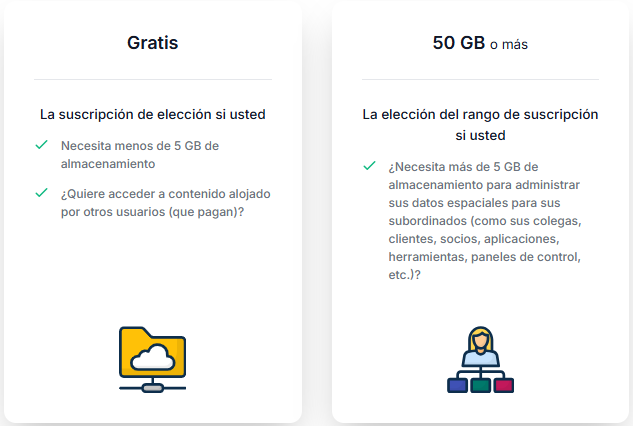 Gratis
La suscripción de elección si usted
Necesita menos de 5 GB de
almacenamiento
¿Quiere acceder a contenido alojado
por otros usuarios (que pagan)?
50 GB o más
La elección del rango de suscripción
si usted
¿Necesita más de 5 GB de
almacenamiento para administrar
sus datos espaciales para sus
subordinados (como sus colegas,
clientes, socios, aplicaciones,
herramientas, paneles de control,
etc.)?